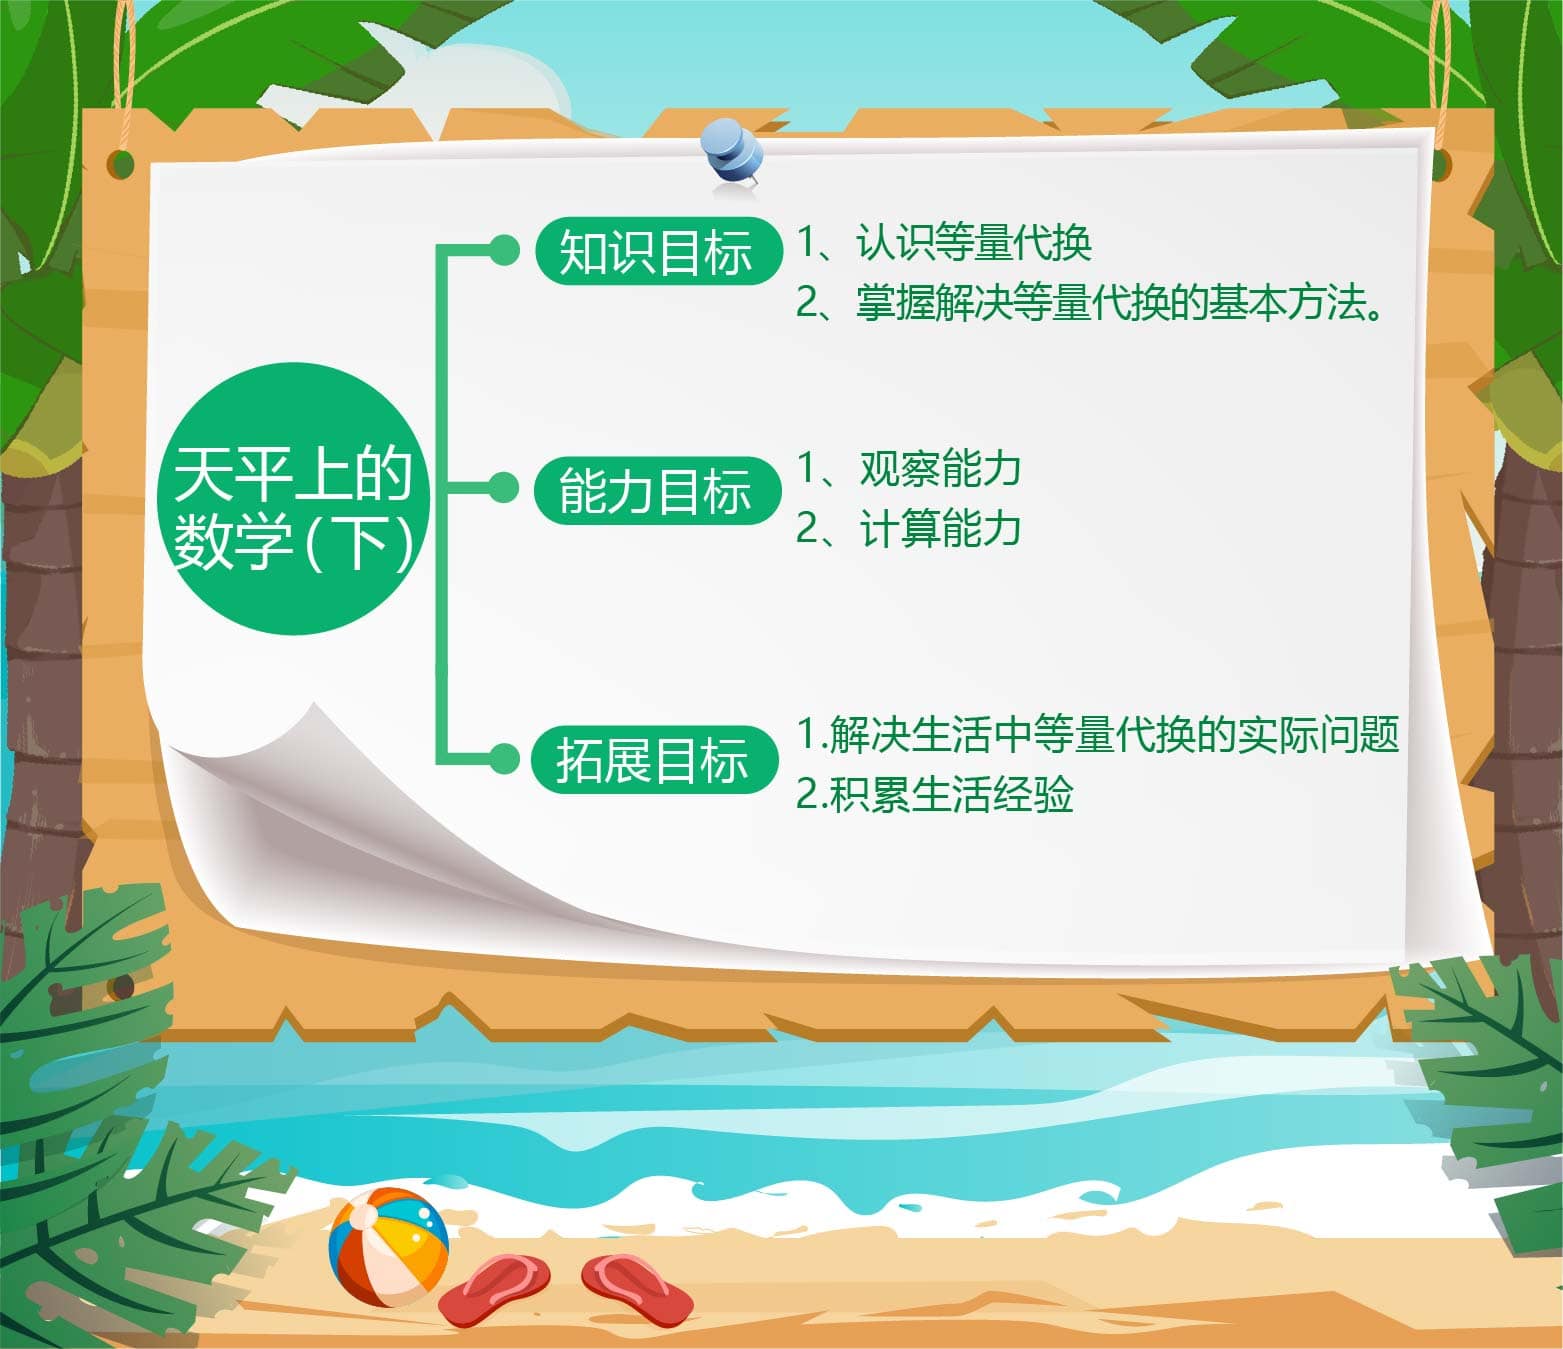 天平上的
数学（下）
知识目标
1、认识等量代换
2、掌握解决等量代换的基本方法。
能力目标
1、观察能力
2、计算能力
拓展目标
1.解决生活中等量代换的实际问题
2.积累生活经验